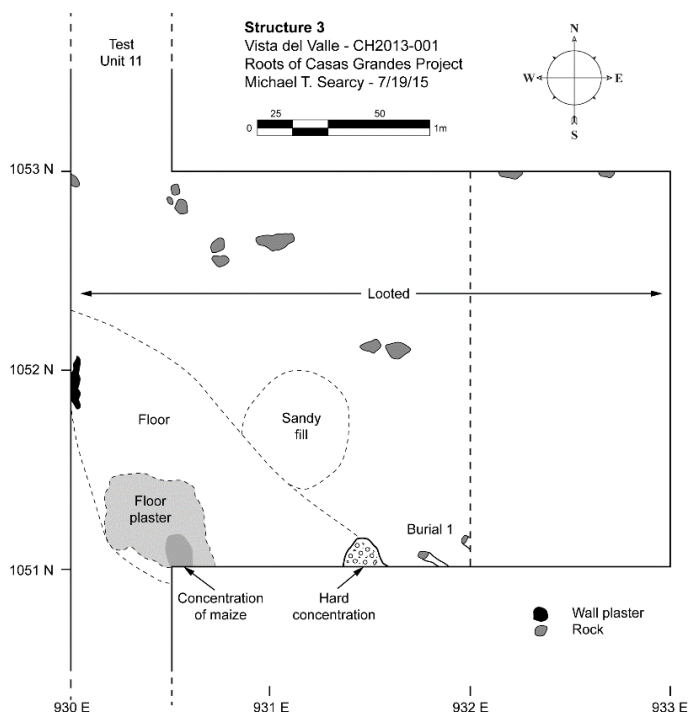 Structure 3
Vista del Valle - CH2013-001
Roots of Casas Grandes Project
Michael T. Searcy - 7/19/15
Test
Unit 11
N
W
E
S
25
50
0
1m
1053 N
Looted
1052 N
Floor
Sandy
fill
Floor
plaster
Burial 1
1051 N
Concentration
of maize
Hard
concentration
Wall plaster
Rock
930 E
931 E
932 E
933 E